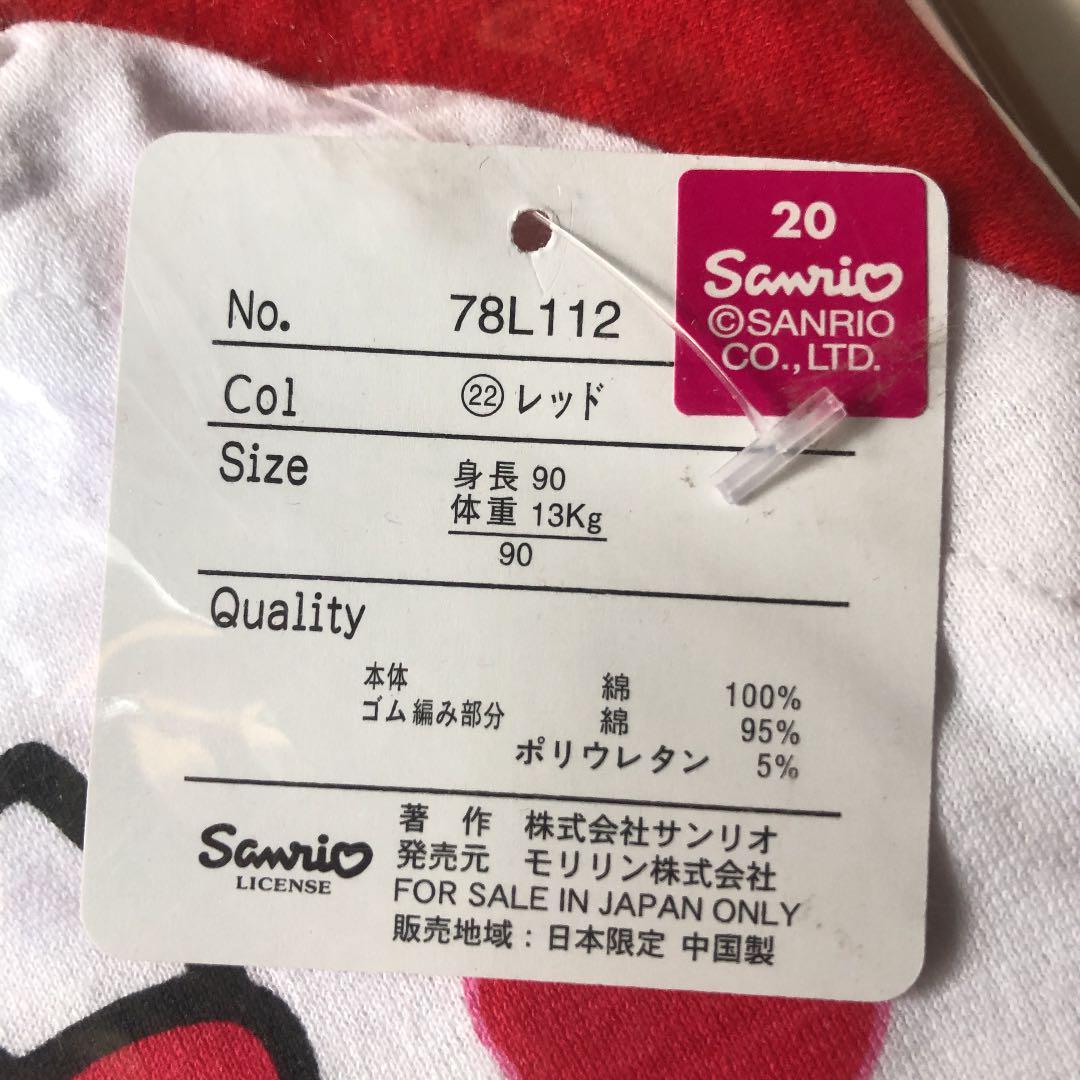 20
Sanrio
©SANRIO
CO.,LTD.
No. 78L112
Col ㉒レッド
Size 身長 90
体重 13Kg
90
Quality
本体 綿 100%
ゴム編み部分 綿 95%
ポリウレタン 5%
Sanrio
LICENSE
著 作 株式会社サンリオ
発売元 モリリン株式会社
FOR SALE IN JAPAN ONLY
販売地域：日本限定 中国製